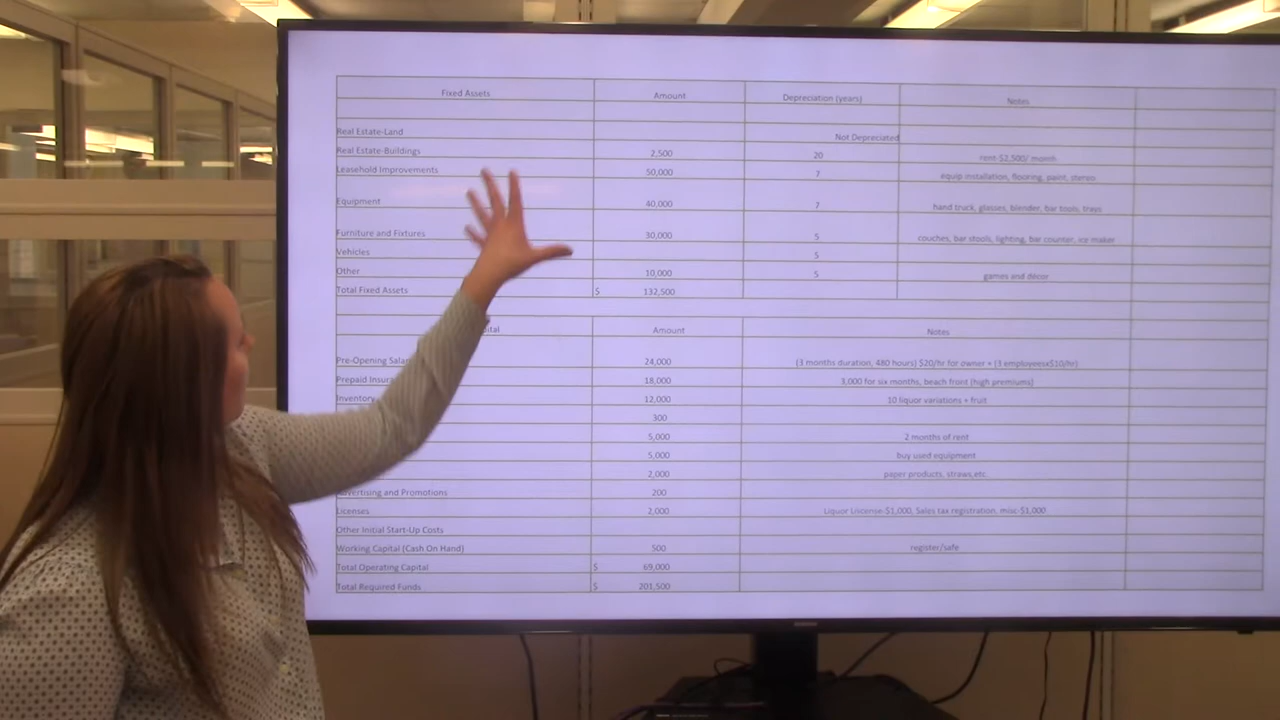 Fixed Assets Amount Depreciation (years) Notes
Real Estate-Land Not Depreciated
Real Estate-Buildings 2,500 20 rent $2,500/ month
Leasehold Improvements 50,000 7 equip installation, flooring, paint, stereo
Equipment 40,000 7 hand truck, glasses, blender, bar tools, trays
Furniture and Fixtures 30,000 5 couches, bar stools, lighting, bar counter, ice maker
Vehicles 5
Other 10,000 5 games and decor
Total Fixed Assets $ 132,500
Amount Notes
Pre-Opening 24,000 (3 months duration, 480 hours) $20/hr for owner + (3 employeesx$10/hr)
Prepaid 18,000 3,000 for six months, beach front (high premiums)
Inventory 12,000 10 liquor variations + fruit
300
5,000 2 months of rent
5,000 buy used equipment
2,000 paper products, straws,etc.
Advertising and Promotions 200
Licenses 2,000 Liquor Liscense-$1,000, Sales tax registration, misc-$1,000
Other Initial Start-Up Costs
Working Capital (Cash On Hand) 500 register/safe
Total Operating Capital $ 69,000
Total Required Funds $ 201,500